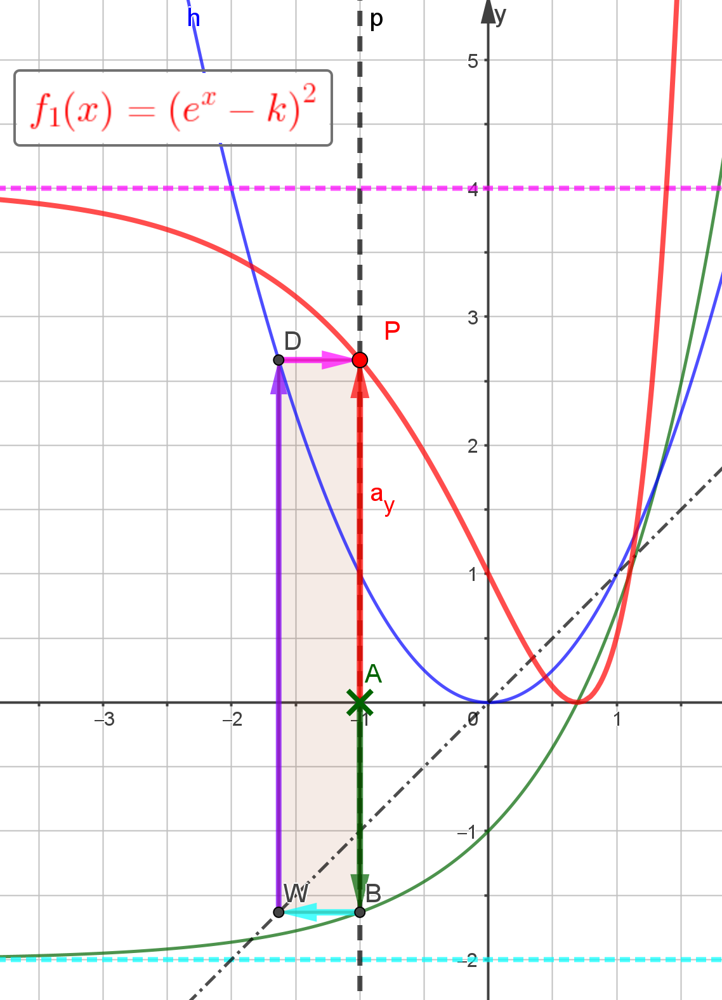 h
p
y
5
f₁(x) = (eˣ − k)²
4
3
P
D
2
a_y
1
A
–3
–2
–1
0
1
–1
W
B
–2